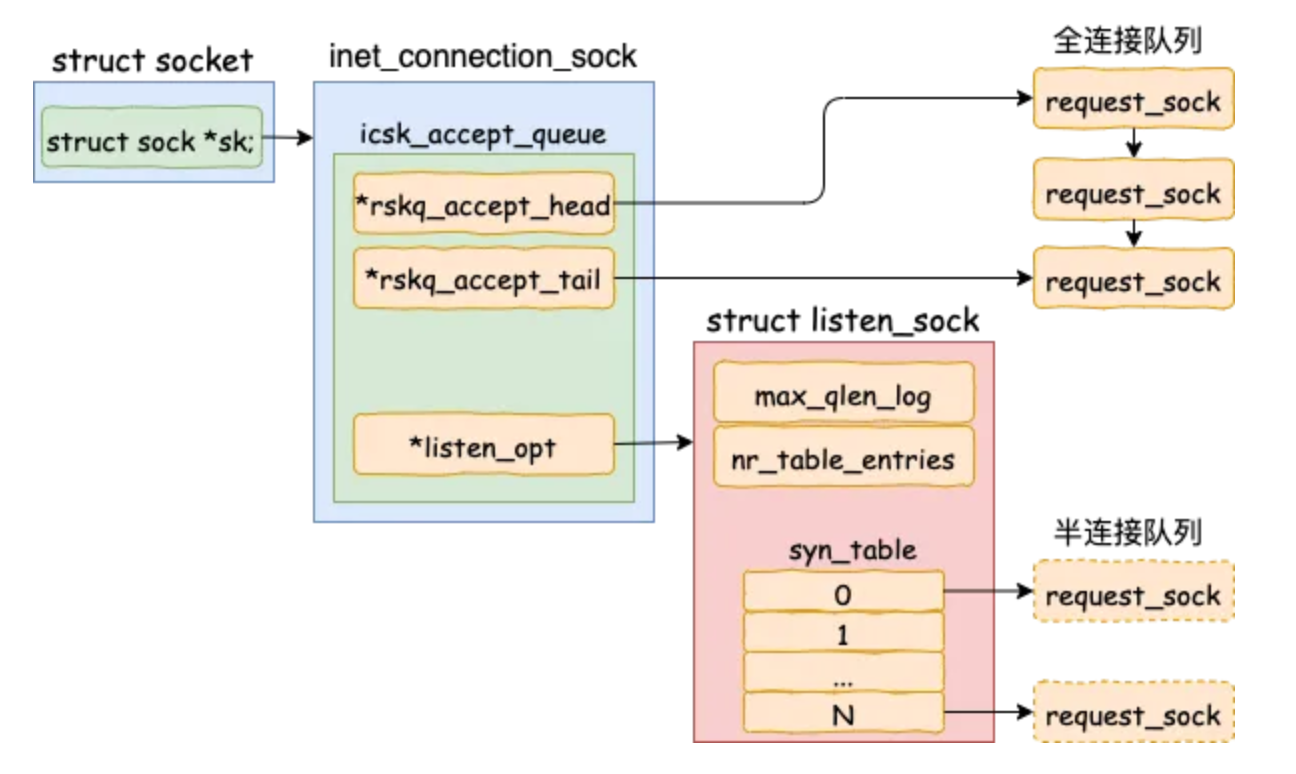 struct socket
struct sock *sk;
inet_connection_sock
icsk_accept_queue
*rskq_accept_head
*rskq_accept_tail
*listen_opt
全连接队列
request_sock
request_sock
request_sock
struct listen_sock
max_qlen_log
nr_table_entries
syn_table
0
1
...
N
半连接队列
request_sock
request_sock